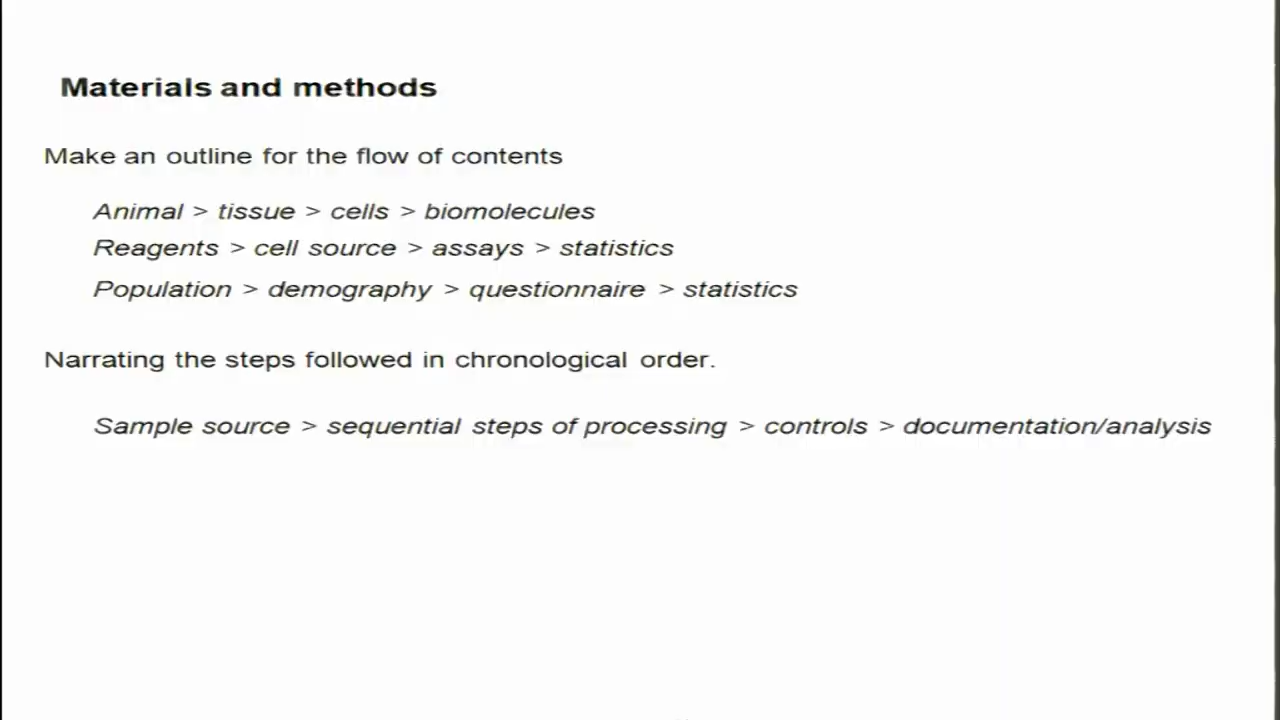 Materials and methods
Make an outline for the flow of contents
Animal > tissue > cells > biomolecules
Reagents > cell source > assays > statistics
Population > demography > questionnaire > statistics
Narrating the steps followed in chronological order.
Sample source > sequential steps of processing > controls > documentation/analysis